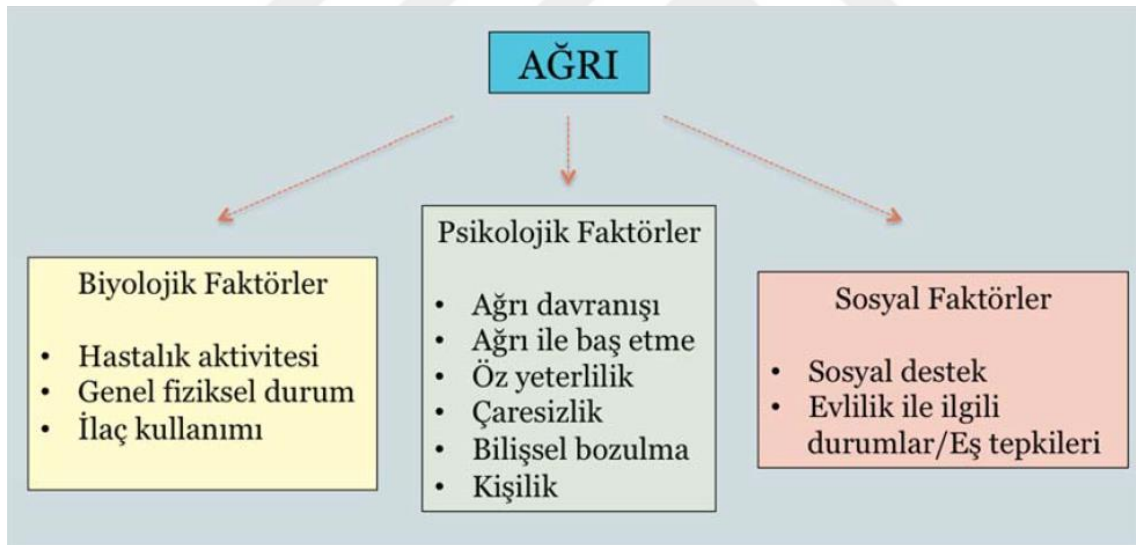 AĞRI
Biyolojik Faktörler
• Hastalık aktivitesi
• Genel fiziksel durum
• İlaç kullanımı
Psikolojik Faktörler
• Ağrı davranışı
• Ağrı ile baş etme
• Öz yeterlilik
• Çaresizlik
• Bilişsel bozulma
• Kişilik
Sosyal Faktörler
• Sosyal destek
• Evlilik ile ilgili
durumlar/Eş tepkileri